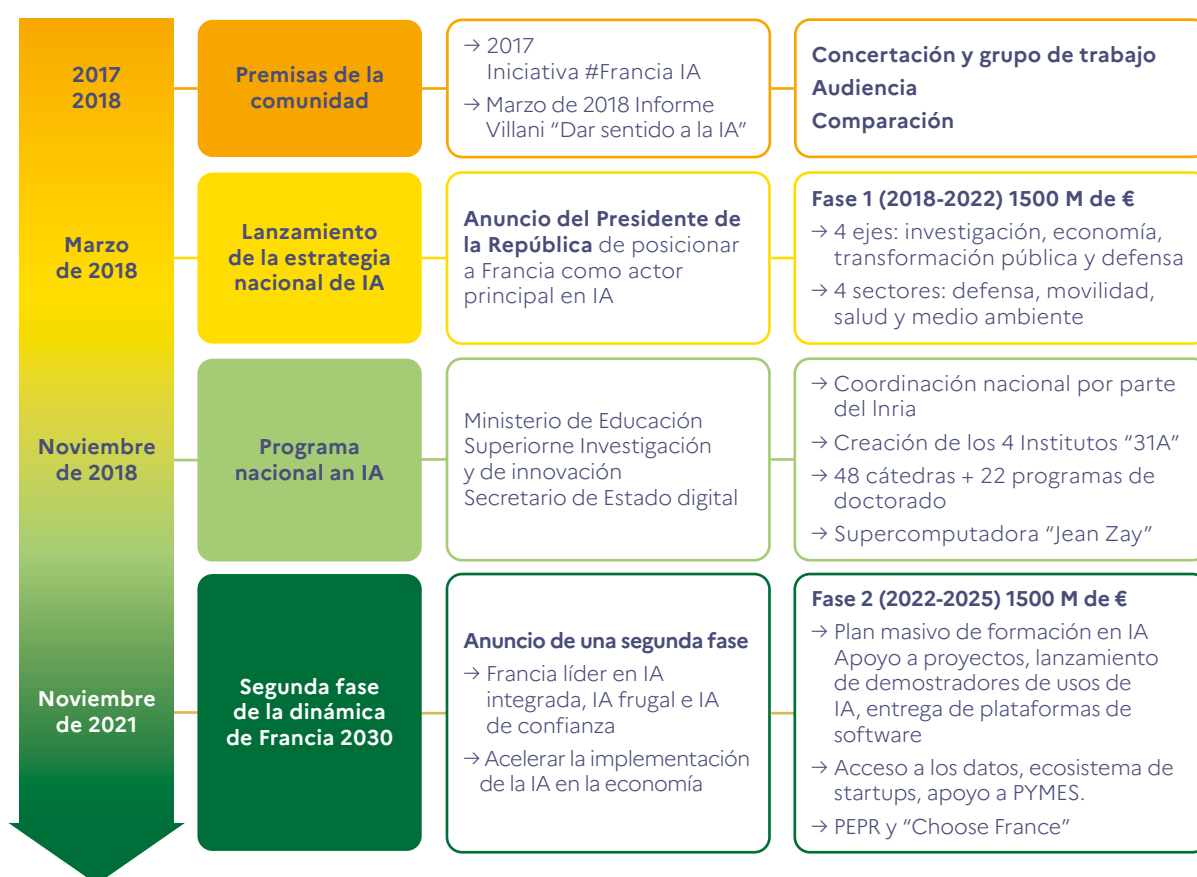 2017
2018
Premisas de la
comunidad
→ 2017
Iniciativa #Francia IA
→ Marzo de 2018 Informe
Villani “Dar sentido a la IA”
Concertación y grupo de trabajo
Audiencia
Comparación
Marzo
de 2018
Lanzamiento
de la estrategia
nacional de IA
Anuncio del Presidente de
la República de posicionar
a Francia como actor
principal en IA
Fase 1 (2018-2022) 1500 M de €
→ 4 ejes: investigación, economía,
transformación pública y defensa
→ 4 sectores: defensa, movilidad,
salud y medio ambiente
Noviembre
de 2018
Programa
nacional an IA
Ministerio de Educación
Superiorne Investigación
y de innovación
Secretario de Estado digital
→ Coordinación nacional por parte
del Inria
→ Creación de los 4 Institutos “31A”
→ 48 cátedras + 22 programas de
doctorado
→ Supercomputadora “Jean Zay”
Noviembre
de 2021
Segunda fase
de la dinámica
de Francia 2030
Anuncio de una segunda fase
→ Francia líder en IA
integrada, IA frugal e IA
de confianza
→ Acelerar la implementación
de la IA en la economía
Fase 2 (2022-2025) 1500 M de €
→ Plan masivo de formación en IA
Apoyo a proyectos, lanzamiento
de demostradores de usos de
IA, entrega de plataformas de
software
→ Acceso a los datos, ecosistema de
startups, apoyo a PYMES.
→ PEPR y “Choose France”